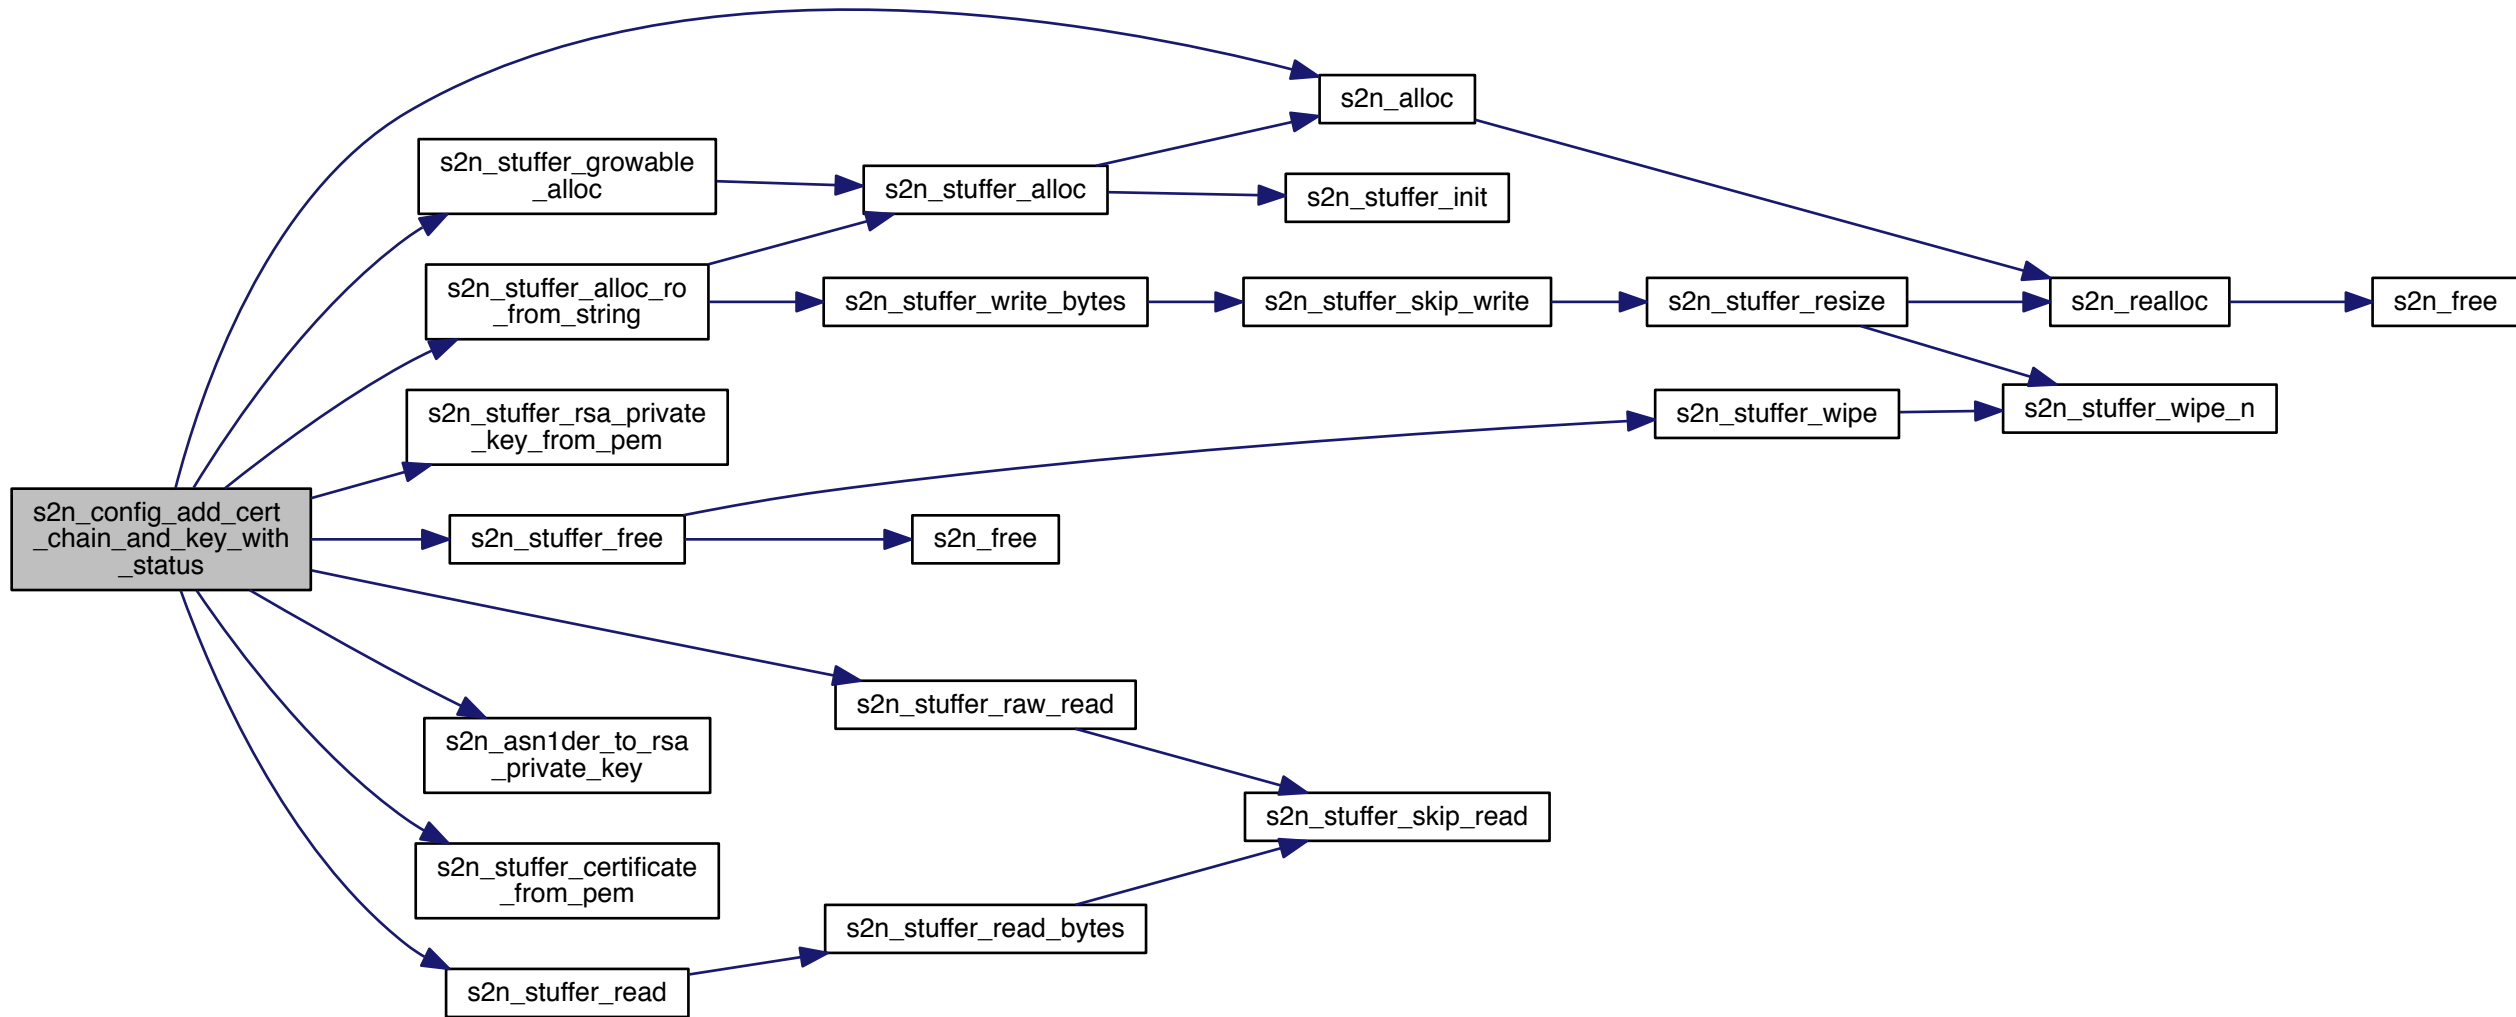 s2n_config_add_cert
_chain_and_key_with
_status
s2n_stuffer_growable
_alloc
s2n_stuffer_alloc_ro
_from_string
s2n_stuffer_rsa_private
_key_from_pem
s2n_stuffer_free
s2n_asn1der_to_rsa
_private_key
s2n_stuffer_certificate
_from_pem
s2n_stuffer_read
s2n_stuffer_alloc
s2n_stuffer_write_bytes
s2n_free
s2n_stuffer_raw_read
s2n_stuffer_read_bytes
s2n_alloc
s2n_stuffer_init
s2n_stuffer_skip_write
s2n_stuffer_skip_read
s2n_stuffer_resize
s2n_stuffer_wipe
s2n_realloc
s2n_stuffer_wipe_n
s2n_free